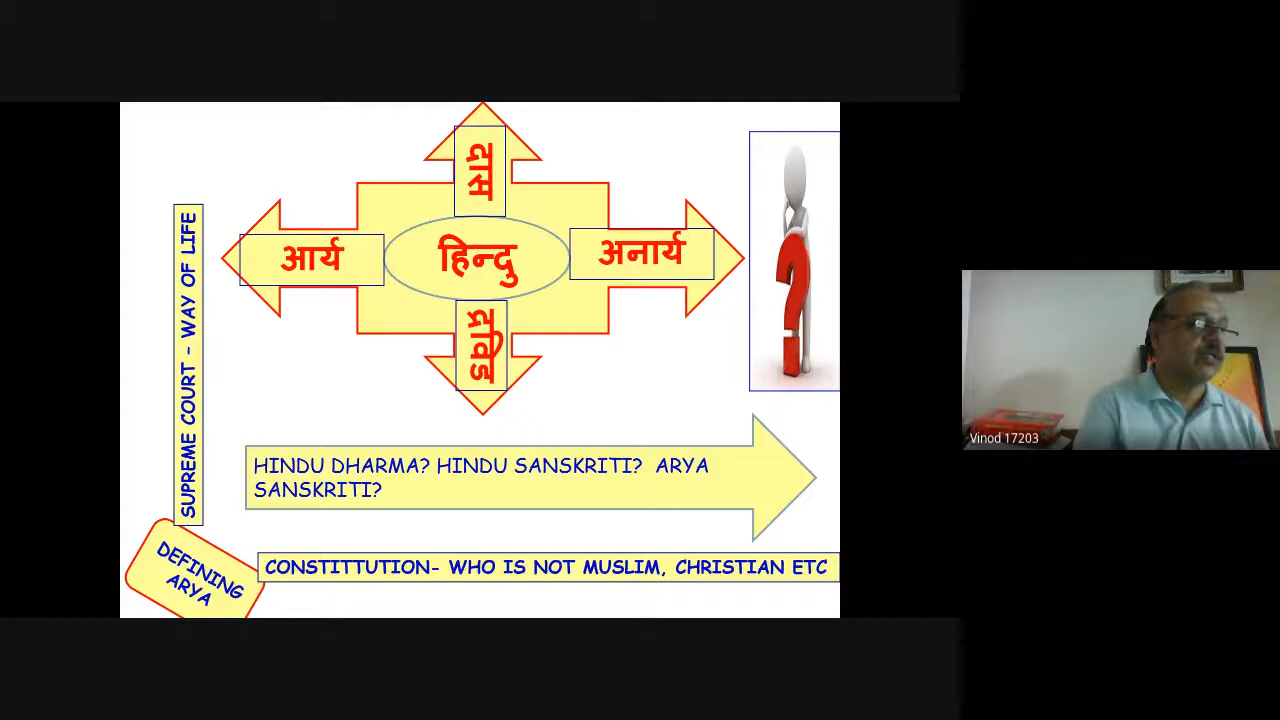 दास
आर्य
हिन्दु
अनार्य
द्रविड
SUPREME COURT - WAY OF LIFE
HINDU DHARMA? HINDU SANSKRITI? ARYA
SANSKRITI?
DEFINING
ARYA
CONSTITTUTION- WHO IS NOT MUSLIM, CHRISTIAN ETC
Vinod 17203